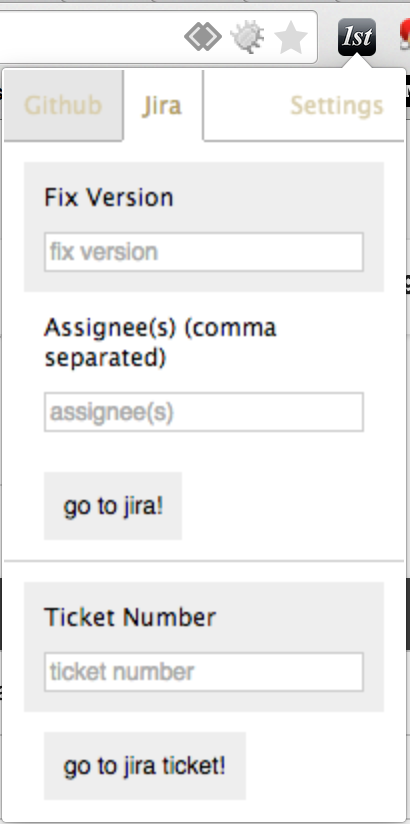 1st
Github Jira Settings
Fix Version
fix version
Assignee(s) (comma
separated)
assignee(s)
go to jira!
Ticket Number
ticket number
go to jira ticket!